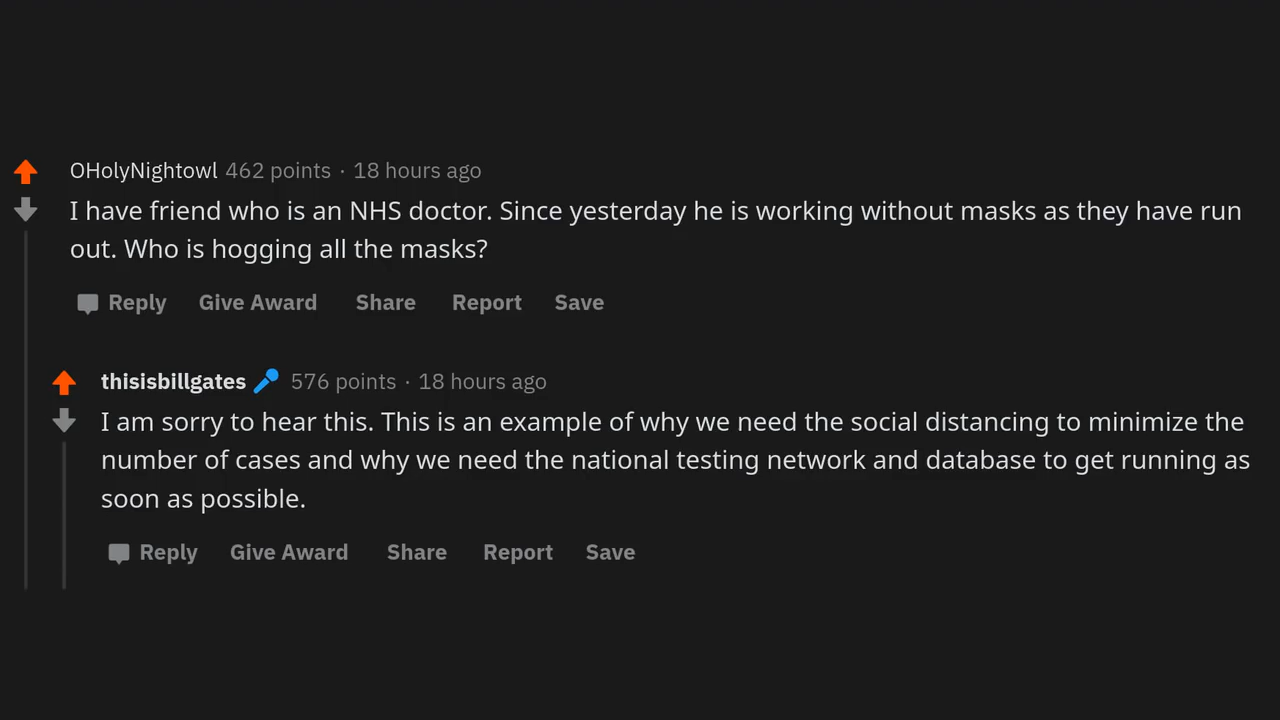 OHolyNightowl 462 points · 18 hours ago
I have friend who is an NHS doctor. Since yesterday he is working without masks as they have run
out. Who is hogging all the masks?
Reply Give Award Share Report Save
thisisbillgates 576 points · 18 hours ago
I am sorry to hear this. This is an example of why we need the social distancing to minimize the
number of cases and why we need the national testing network and database to get running as
soon as possible.
Reply Give Award Share Report Save